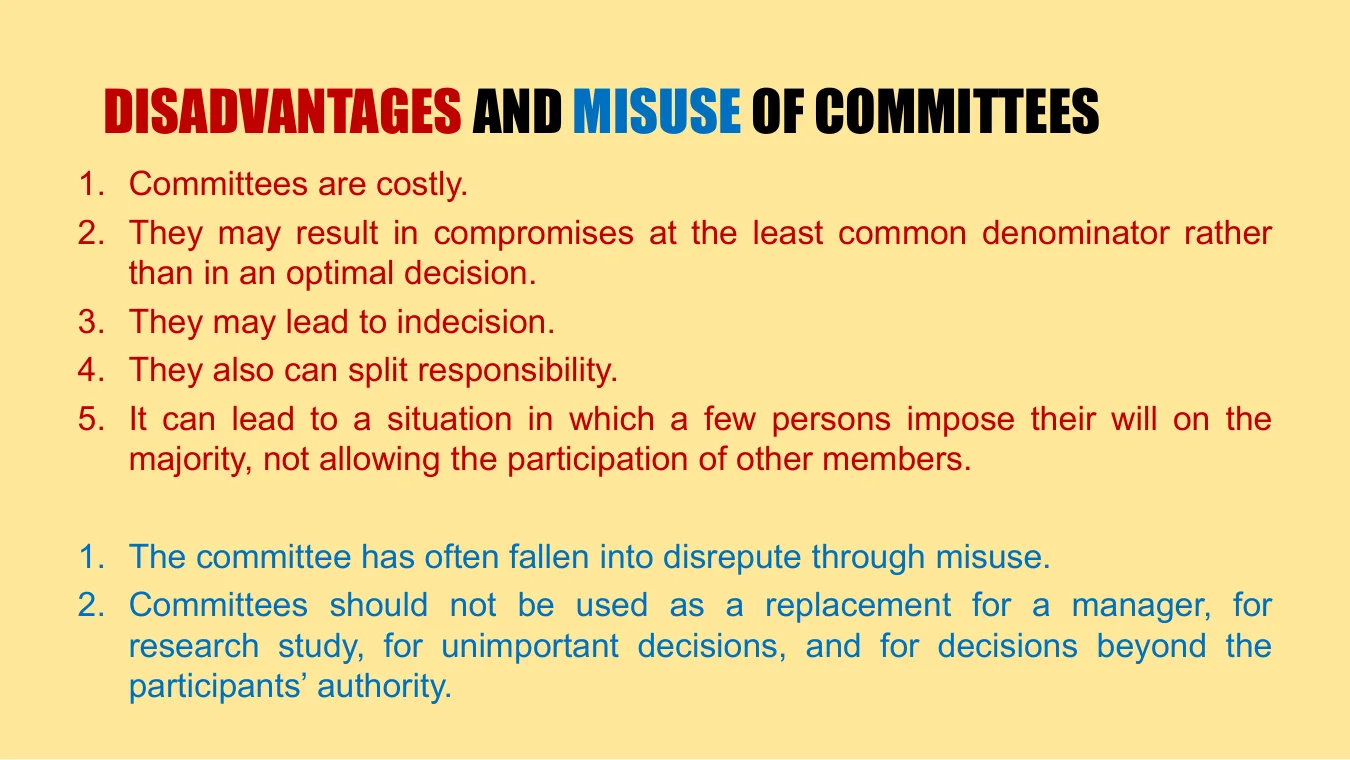 DISADVANTAGES AND MISUSE OF COMMITTEES
1. Committees are costly.
2. They may result in compromises at the least common denominator rather
than in an optimal decision.
3. They may lead to indecision.
4. They also can split responsibility.
5. It can lead to a situation in which a few persons impose their will on the
majority, not allowing the participation of other members.
1. The committee has often fallen into disrepute through misuse.
2. Committees should not be used as a replacement for a manager, for
research study, for unimportant decisions, and for decisions beyond the
participants’ authority.